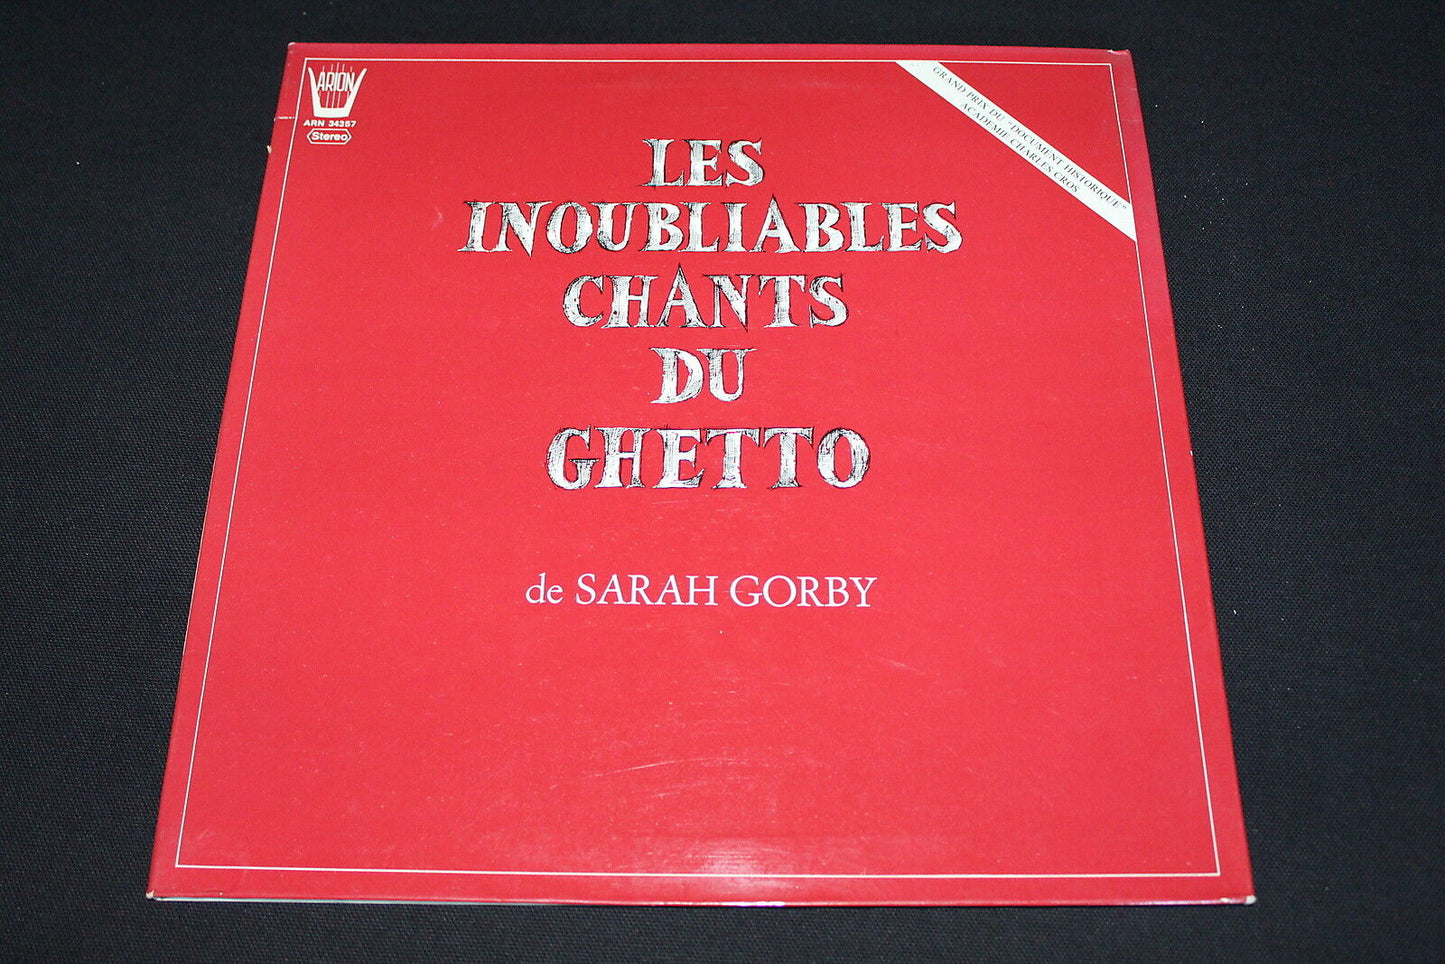 ARION
ARN 34357
Stereo
GRAND PRIX DU "DOCUMENT HISTORIQUE"
ACADEMIE CHARLES CROS
LES
INOUBLIABLES
CHANTS
DU
GHETTO
de SARAH GORBY